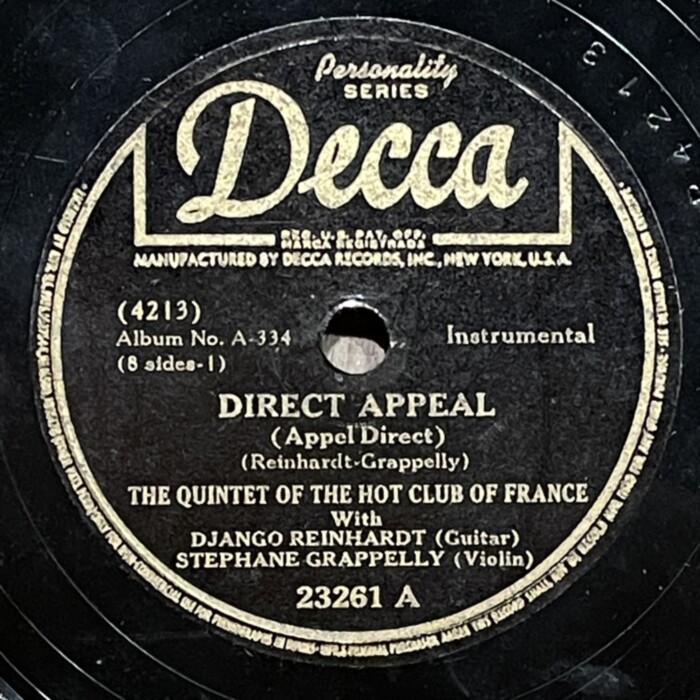 Personality
SERIES
Decca
REG. U.S. PAT. OFF.
MARCA REGISTRADA
MANUFACTURED BY DECCA RECORDS, INC., NEW YORK, U.S.A.
(4213)
Album No. A-334
Instrumental
(8 sides-1)
DIRECT APPEAL
(Appel Direct)
(Reinhardt-Grappelly)
THE QUINTET OF THE HOT CLUB OF FRANCE
With
DJANGO REINHARDT (Guitar)
STEPHANE GRAPPELLY (Violin)
23261 A
4213